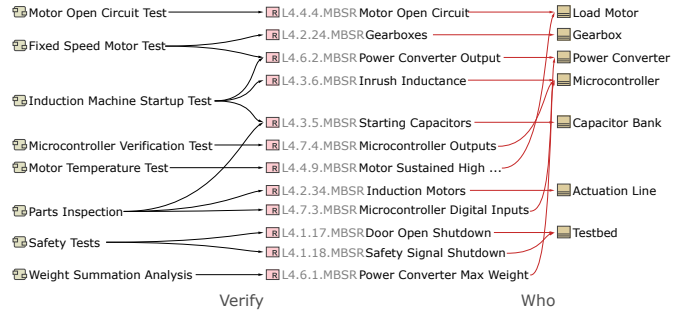 Motor Open Circuit Test L4.4.4.MBSR Motor Open Circuit Load Motor
Fixed Speed Motor Test L4.2.24.MBSR Gearboxes Gearbox
L4.6.2.MBSR Power Converter Output Power Converter
L4.3.6.MBSR Inrush Inductance Microcontroller
Induction Machine Startup Test
L4.3.5.MBSR Starting Capacitors Capacitor Bank
Microcontroller Verification Test L4.7.4.MBSR Microcontroller Outputs
Motor Temperature Test L4.4.9.MBSR Motor Sustained High ...
L4.2.34.MBSR Induction Motors Actuation Line
Parts Inspection L4.7.3.MBSR Microcontroller Digital Inputs
L4.1.17.MBSR Door Open Shutdown Testbed
Safety Tests
L4.1.18.MBSR Safety Signal Shutdown
Weight Summation Analysis L4.6.1.MBSR Power Converter Max Weight
Verify Who